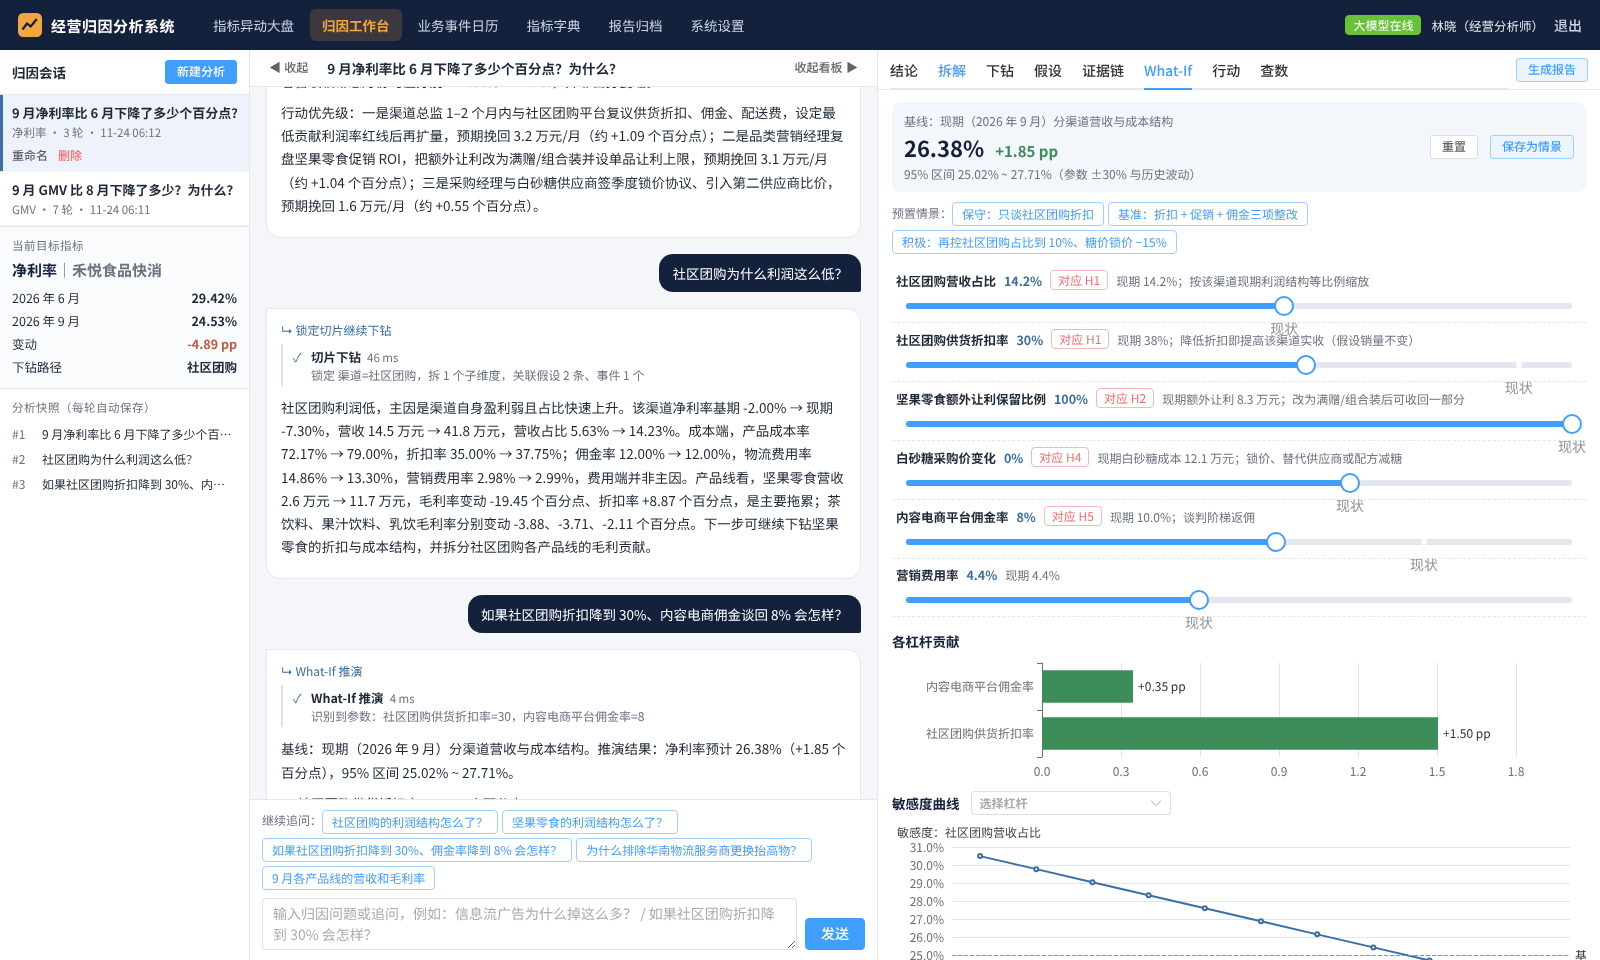 经营归因分析系统
指标异动大盘
归因工作台
业务事件日历
指标字典
报告归档
系统设置
大模型在线
林晓（经营分析师）
退出
归因会话
新建分析
9 月净利率比 6 月下降了多少个百分点？
净利率 · 3 轮 · 11-24 06:12
重命名 删除
9 月 GMV 比 8 月下降了多少？为什么？
GMV · 7 轮 · 11-24 06:11
当前目标指标
净利率｜禾悦食品快消
2026 年 6 月 29.42%
2026 年 9 月 24.53%
变动 -4.89 pp
下钻路径 社区团购
分析快照（每轮自动保存）
#1 9 月净利率比 6 月下降了多少个百…
#2 社区团购为什么利润这么低？
#3 如果社区团购折扣降到 30%、内…
◀ 收起
9 月净利率比 6 月下降了多少个百分点？为什么？
收起看板 ▶
行动优先级：一是渠道总监 1–2 个月内与社区团购平台复议供货折扣、佣金、配送费，设定最
低贡献利润率红线后再扩量，预期挽回 3.2 万元/月（约 +1.09 个百分点）；二是品类营销经理复
盘坚果零食促销 ROI，把额外让利改为满赠/组合装并设单品让利上限，预期挽回 3.1 万元/月
（约 +1.04 个百分点）；三是采购经理与白砂糖供应商签季度锁价协议、引入第二供应商比价，
预期挽回 1.6 万元/月（约 +0.55 个百分点）。
社区团购为什么利润这么低？
↪ 锁定切片继续下钻
✓ 切片下钻 46 ms
锁定 渠道=社区团购，拆 1 个子维度，关联假设 2 条、事件 1 个
社区团购利润低，主因是渠道自身盈利弱且占比快速上升。该渠道净利率基期 -2.00% → 现期
-7.30%，营收 14.5 万元 → 41.8 万元，营收占比 5.63% → 14.23%。成本端，产品成本率
72.17% → 79.00%，折扣率 35.00% → 37.75%；佣金率 12.00% → 12.00%，物流费用率
14.86% → 13.30%，营销费用率 2.98% → 2.99%，费用端并非主因。产品线看，坚果零食营收
2.6 万元 → 11.7 万元，毛利率变动 -19.45 个百分点、折扣率 +8.87 个百分点，是主要拖累；茶
饮料、果汁饮料、乳饮毛利率分别变动 -3.88、-3.71、-2.11 个百分点。下一步可继续下钻坚果
零食的折扣与成本结构，并拆分社区团购各产品线的毛利贡献。
如果社区团购折扣降到 30%、内容电商佣金谈回 8% 会怎样？
↪ What-If 推演
✓ What-If 推演 4 ms
识别到参数：社区团购供货折扣率=30，内容电商平台佣金率=8
基线：现期（2026 年 9 月）分渠道营收与成本结构。推演结果：净利率预计 26.38%（+1.85 个
百分点），95% 区间 25.02% ~ 27.71%。
继续追问：
社区团购的利润结构怎么了？
坚果零食的利润结构怎么了？
如果社区团购折扣降到 30%、佣金率降到 8% 会怎样？
为什么排除华南物流服务商更换抬高物？
9 月各产品线的营收和毛利率
输入归因问题或追问，例如：信息流广告为什么掉这么多？ / 如果社区团购折扣降
到 30% 会怎样？
发送
结论
拆解
下钻
假设
证据链
What-If
行动
查数
生成报告
基线：现期（2026 年 9 月）分渠道营收与成本结构
26.38% +1.85 pp
95% 区间 25.02% ~ 27.71%（参数 ±30% 与历史波动）
重置
保存为情景
预置情景：
保守：只谈社区团购折扣
基准：折扣 + 促销 + 佣金三项整改
积极：再控社区团购占比到 10%、糖价锁价 −15%
社区团购营收占比 14.2% 对应 H1 现期 14.2%；按该渠道现期利润结构等比例缩放
现状
社区团购供货折扣率 30% 对应 H1 现期 38%；降低折扣即提高该渠道实收（假设销量不变）
现状
坚果零食额外让利保留比例 100% 对应 H2 现期额外让利 8.3 万元；改为满赠/组合装后可收回一部分
现状
白砂糖采购价变化 0% 对应 H4 现期白砂糖成本 12.1 万元；锁价、替代供应商或配方减糖
现状
内容电商平台佣金率 8% 对应 H5 现期 10.0%；谈判阶梯返佣
现状
营销费用率 4.4% 现期 4.4%
现状
各杠杆贡献
内容电商平台佣金率 +0.35 pp
社区团购供货折扣率 +1.50 pp
0.0 0.3 0.6 0.9 1.2 1.5 1.8
敏感度曲线
选择杠杆
敏感度：社区团购营收占比
31.0%
30.0%
29.0%
28.0%
27.0%
26.0%
25.0%